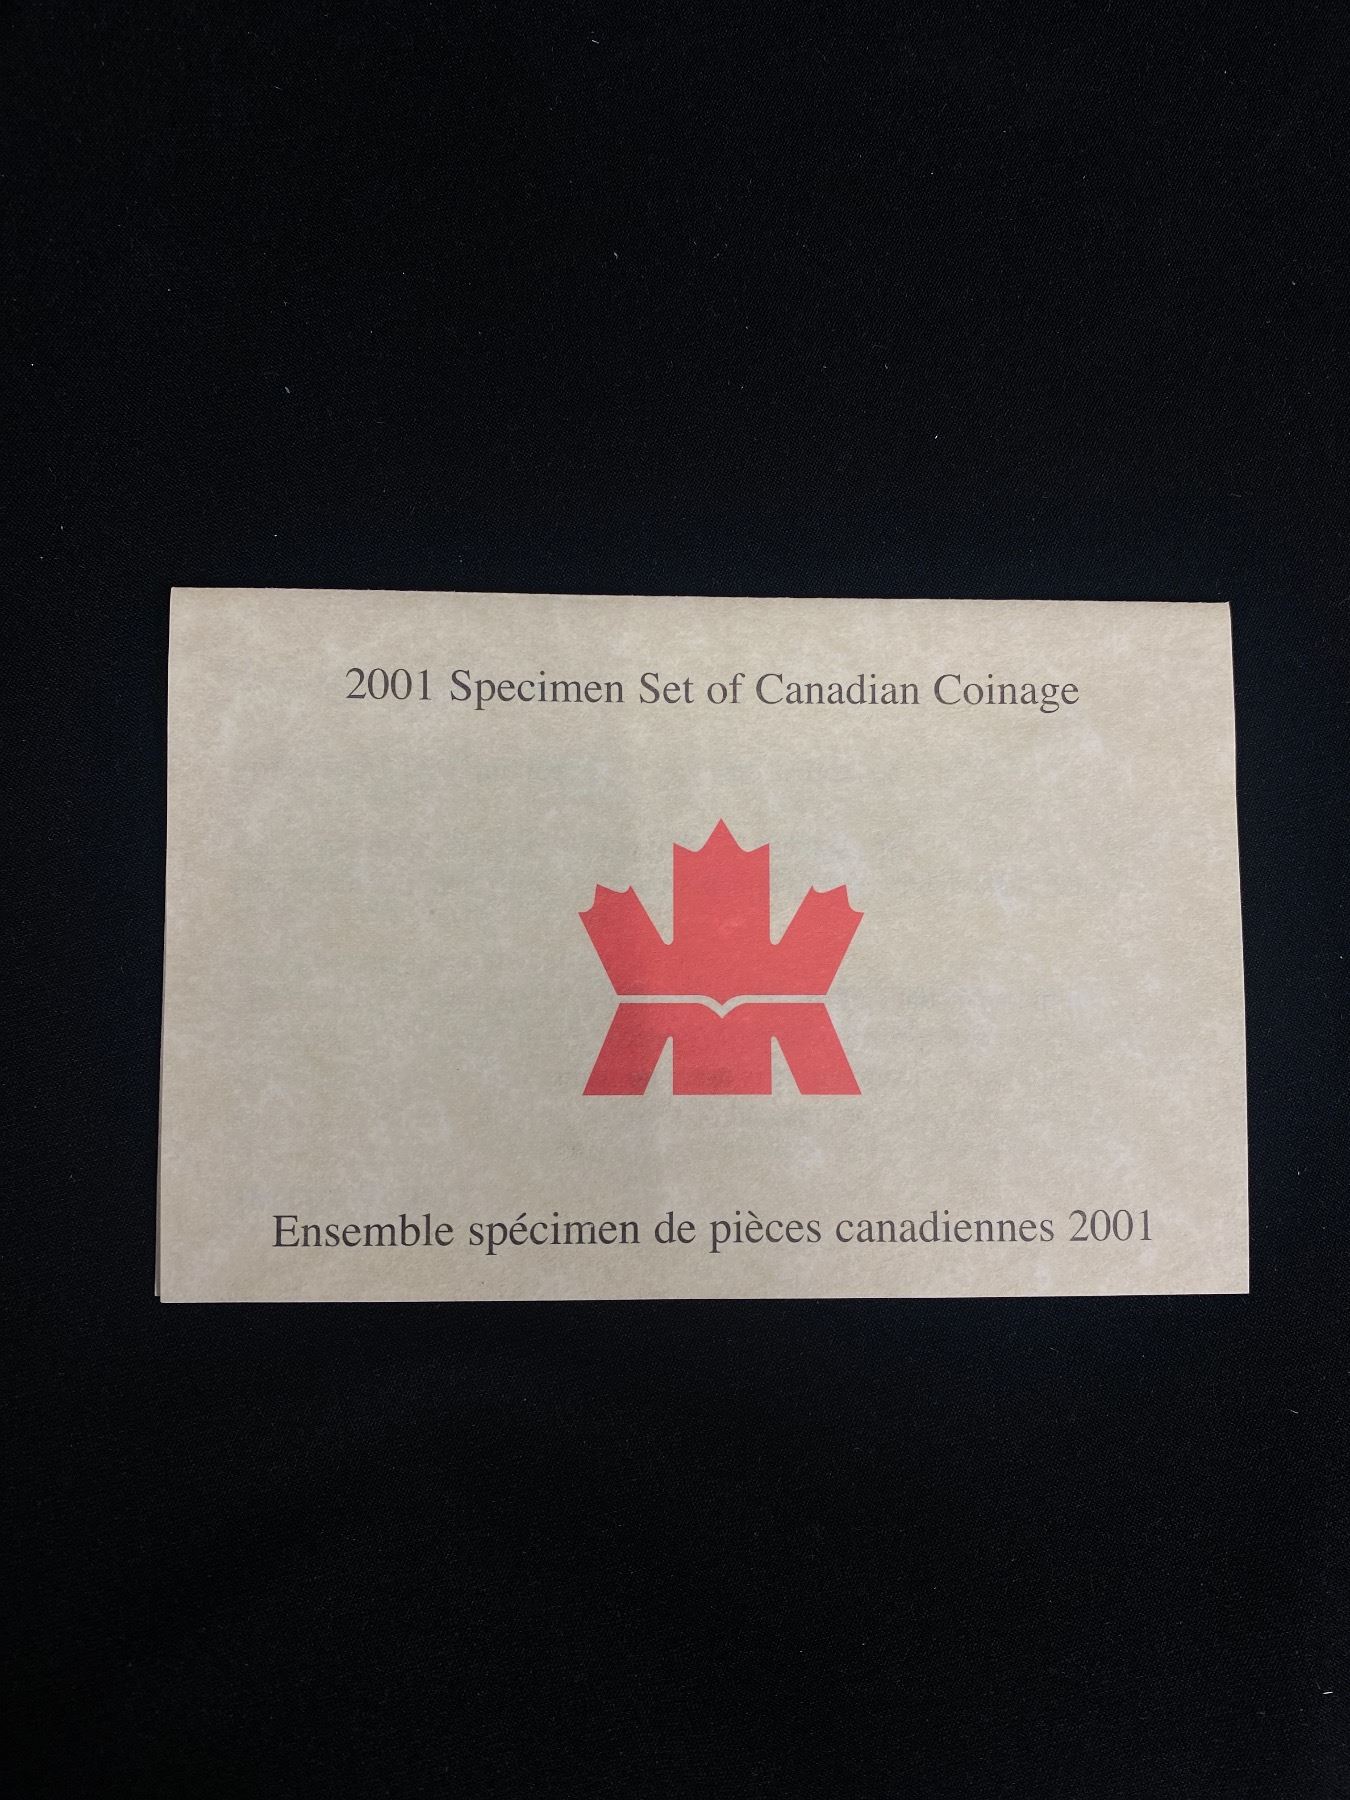 2001 Specimen Set of Canadian Coinage
Ensemble spécimen de pièces canadiennes 2001